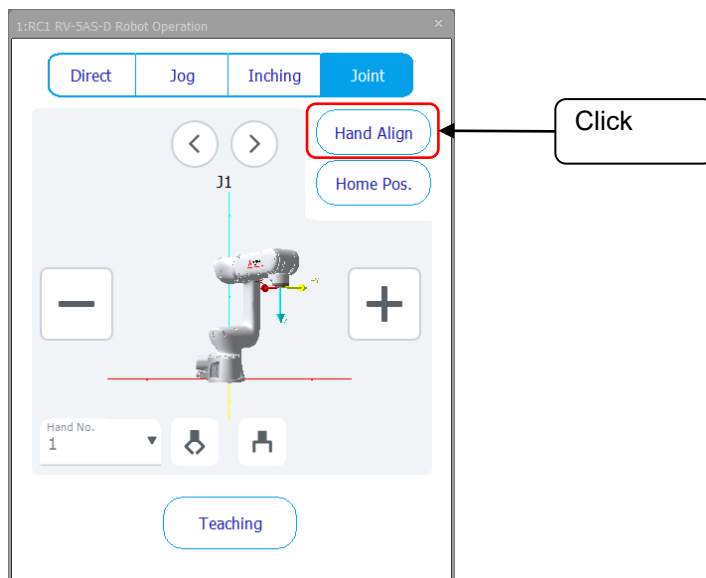 1:RC1 RV-5AS-D Robot Operation ×
Direct Jog Inching Joint
Hand Align
Click
Home Pos.
J1
Hand No.
1
Teaching